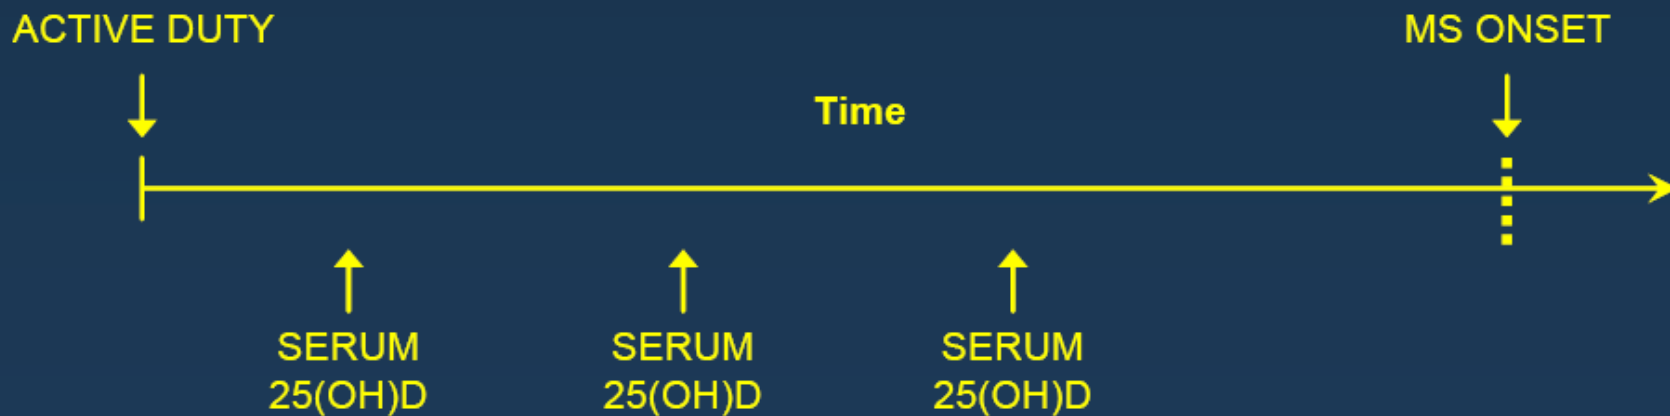 ACTIVE DUTY
MS ONSET
Time
SERUM
25(OH)D
SERUM
25(OH)D
SERUM
25(OH)D